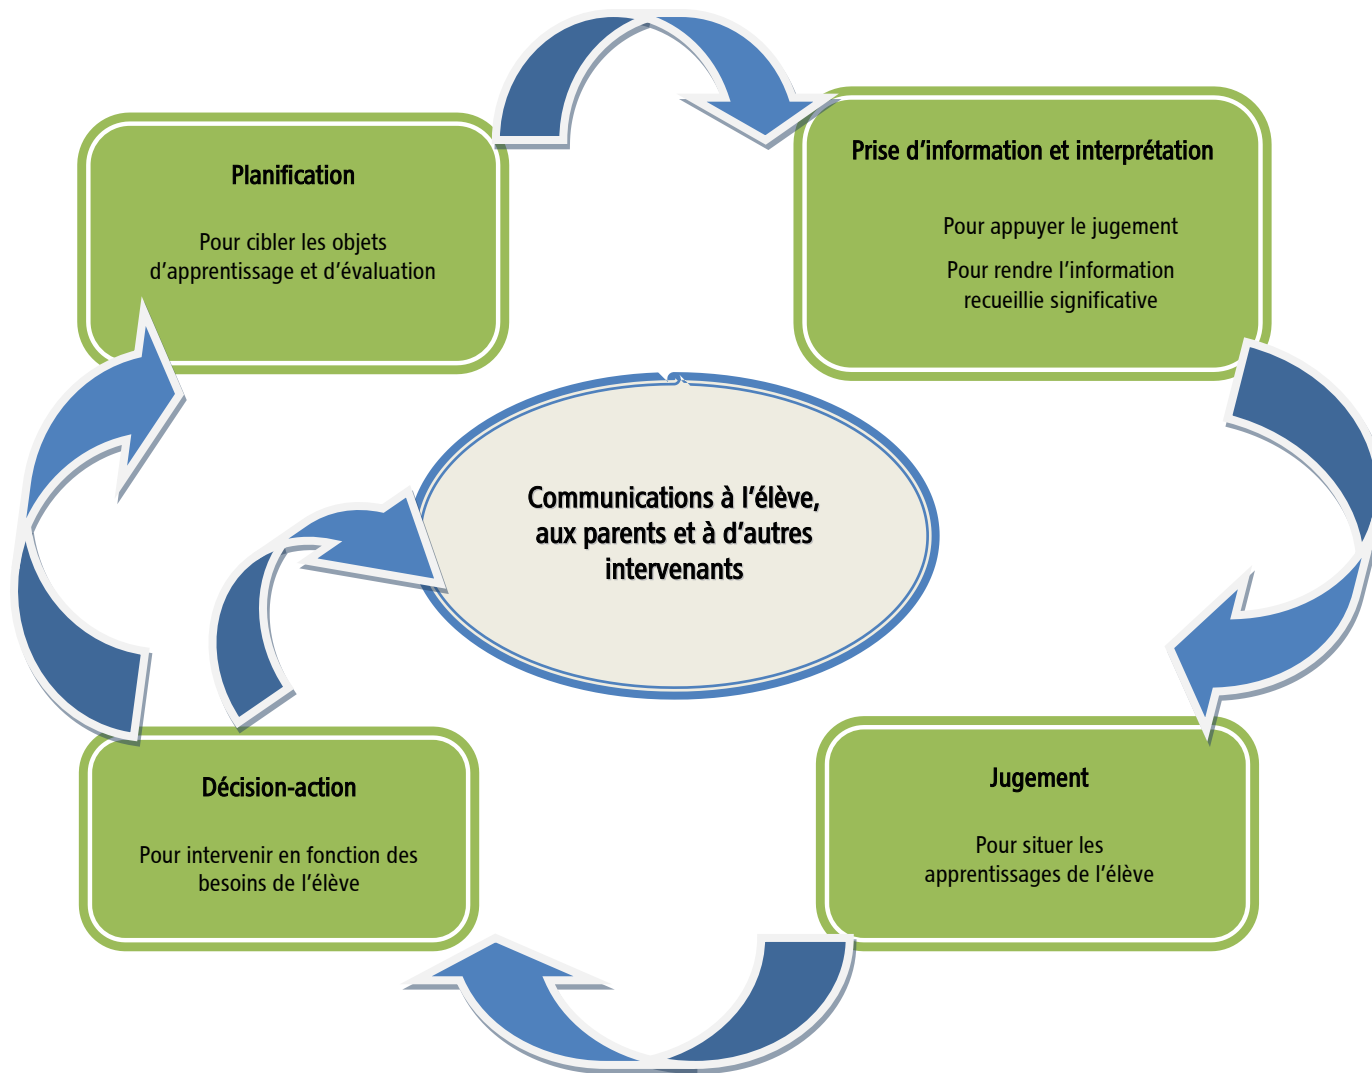 Planification
Pour cibler les objets
d’apprentissage et d’évaluation
Prise d’information et interprétation
Pour appuyer le jugement
Pour rendre l’information
recueillie significative
Communications à l’élève,
aux parents et à d’autres
intervenants
Décision-action
Pour intervenir en fonction des
besoins de l’élève
Jugement
Pour situer les
apprentissages de l’élève